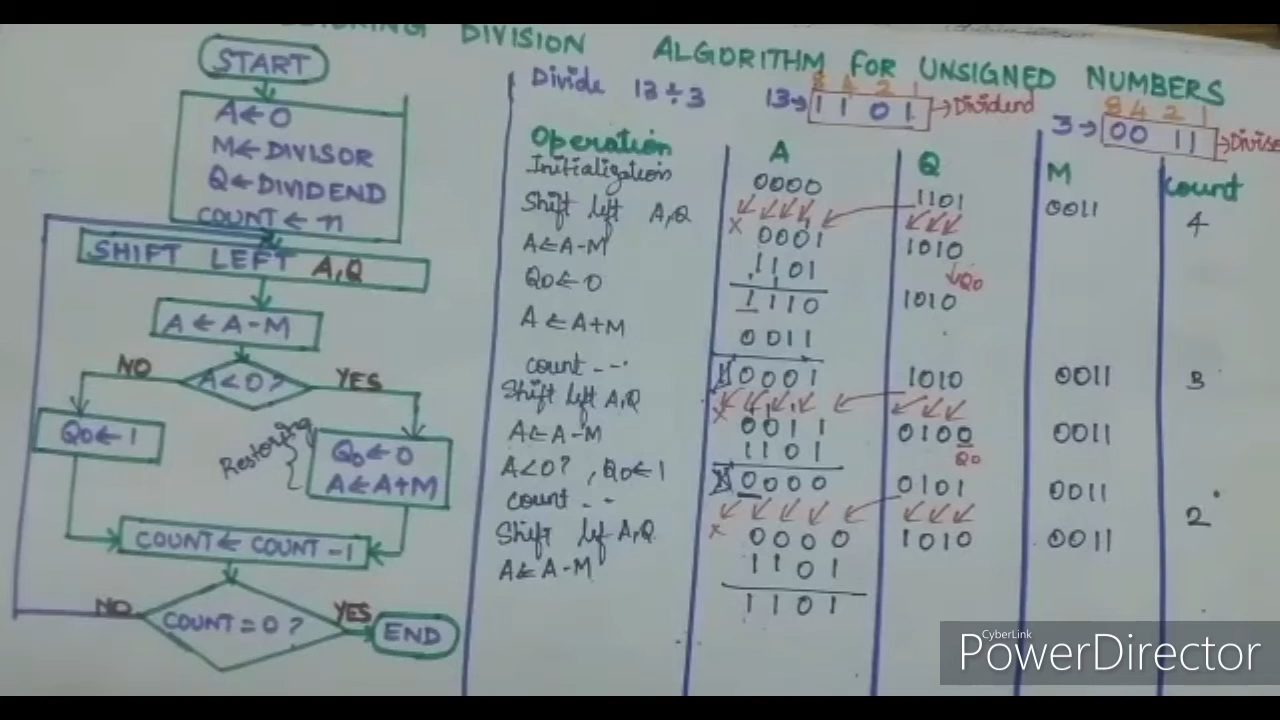 DIVISION ALGORITHM FOR UNSIGNED NUMBERS
START
A←0
M←DIVISOR
Q←DIVIDEND
COUNT ← n
SHIFT LEFT A,Q
A ← A-M
NO A<0? YES
Q0←1
Restoring
Q0←0
A←A+M
COUNT← COUNT-1
NO COUNT=0? YES END
Divide 13÷3
8 4 2 1
13→ 1 1 0 1 →Dividend
8 4 2 1
3→ 00 11
Operation A Q M Count
Initialization 0000 1101 0011 4
Shift left A,Q x 0001 1010
A←A-M 1101 Q0
Q0←0 1110 1010
A←A+M 0011
count-- 1 0001 1010 0011 3
Shift left A,Q x 0011 0100 0011
A←A-M 1101 Q0
A<0? , Q0←1 1 0000 0101 0011
count -- 2
Shift lef A,Q x 0000 1010 0011
A←A-M 1101
1101
CyberLink
PowerDirector